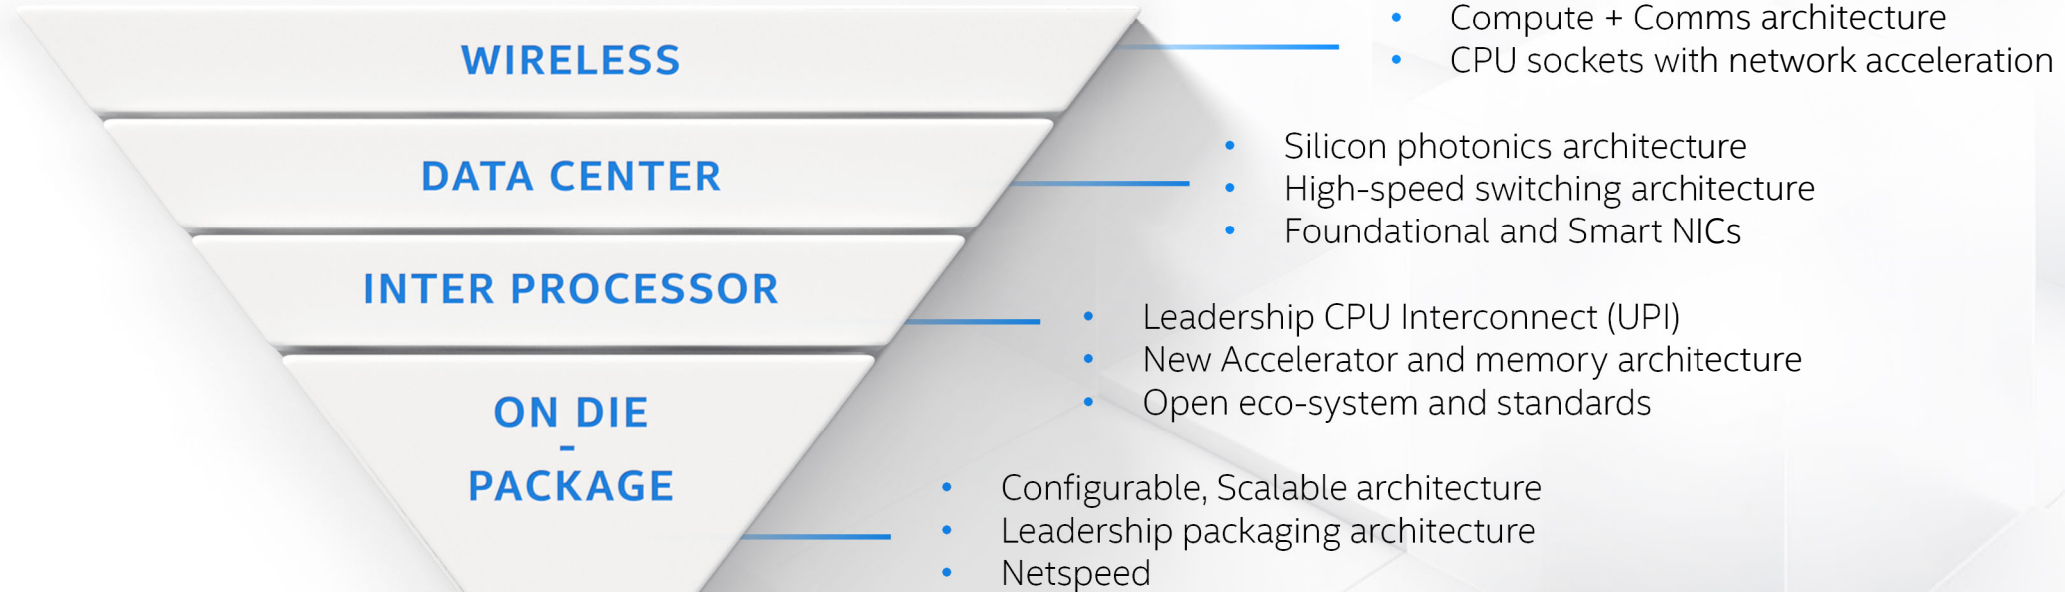 WIRELESS
• Compute + Comms architecture
• CPU sockets with network acceleration
DATA CENTER
• Silicon photonics architecture
• High-speed switching architecture
• Foundational and Smart NICs
INTER PROCESSOR
• Leadership CPU Interconnect (UPI)
• New Accelerator and memory architecture
• Open eco-system and standards
ON DIE
-
PACKAGE
• Configurable, Scalable architecture
• Leadership packaging architecture
• Netspeed